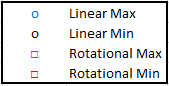 Linear Max
Linear Min
Rotational Max
Rotational Min